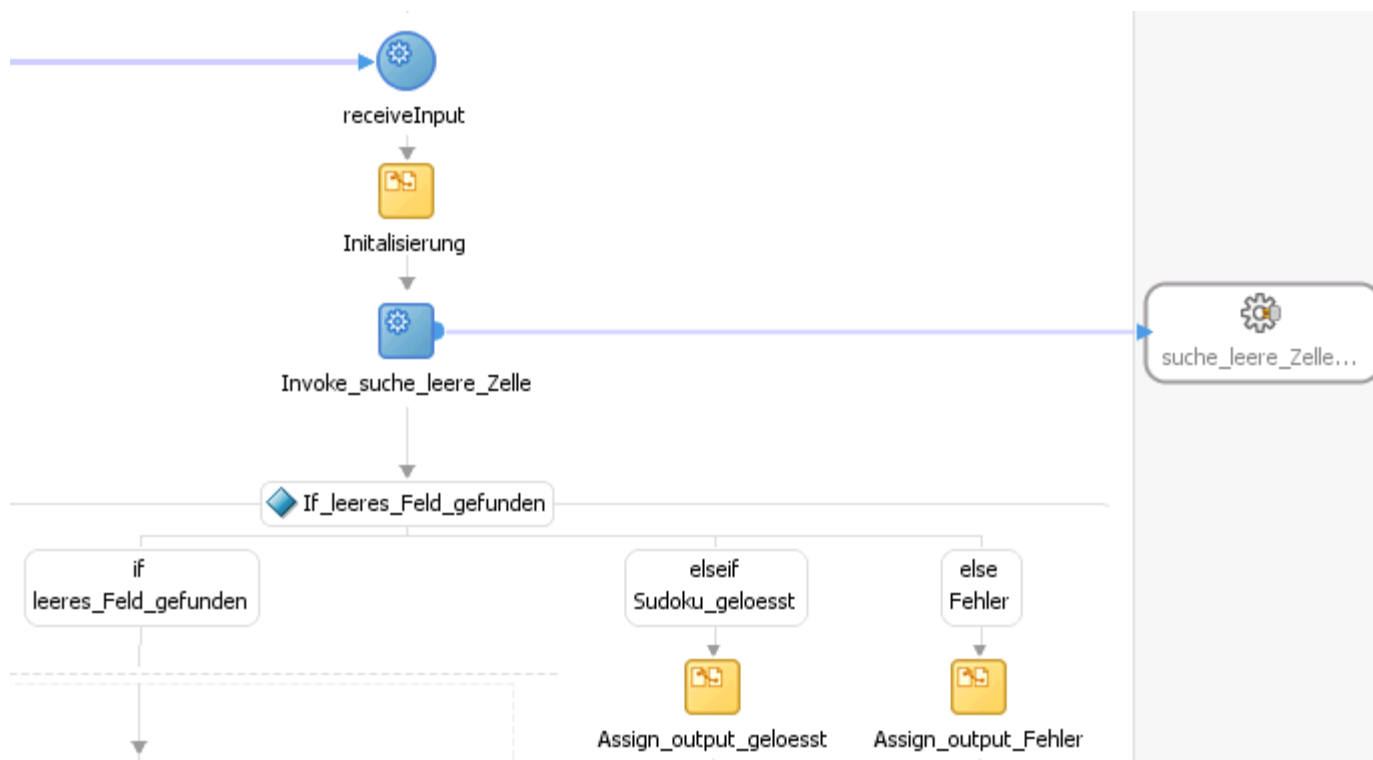 receiveInput
Initalisierung
Invoke_suche_leere_Zelle
suche_leere_Zelle...
If_leeres_Feld_gefunden
if
leeres_Feld_gefunden
elseif
Sudoku_geloesst
else
Fehler
Assign_output_geloesst
Assign_output_Fehler